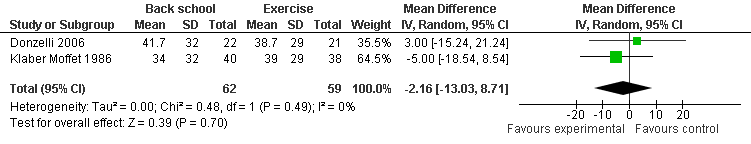 Back school Exercise Mean Difference Mean Difference
Study or Subgroup Mean SD Total Mean SD Total Weight IV, Random, 95% CI IV, Random, 95% CI
Donzelli 2006 41.7 32 22 38.7 29 21 35.5% 3.00 [-15.24, 21.24]
Klaber Moffet 1986 34 32 40 39 29 38 64.5% -5.00 [-18.54, 8.54]
Total (95% CI) 62 59 100.0% -2.16 [-13.03, 8.71]
Heterogeneity: Tau² = 0.00; Chi² = 0.48, df = 1 (P = 0.49); I² = 0%
Test for overall effect: Z = 0.39 (P = 0.70)
-20 -10 0 10 20
Favours experimental Favours control